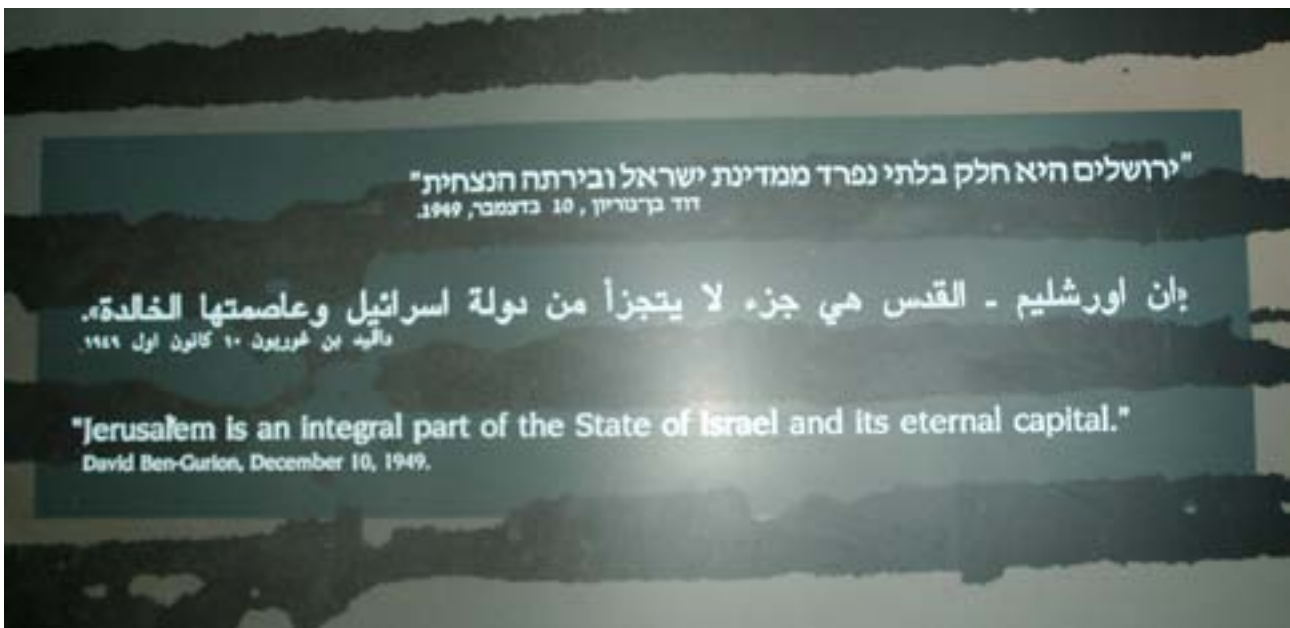 "ירושלים היא חלק בלתי נפרד ממדינת ישראל ובירתה הנצחית"
דוד בן־גוריון, 10 בדצמבר, 1949.
«ان اورشليم - القدس هي جزء لا يتجزأ من دولة اسرائيل وعاصمتها الخالدة».
داڤيد بن غوريون ١٠ كانون اول ١٩٤٩
"Jerusalem is an integral part of the State of Israel and its eternal capital."
David Ben-Gurion, December 10, 1949.